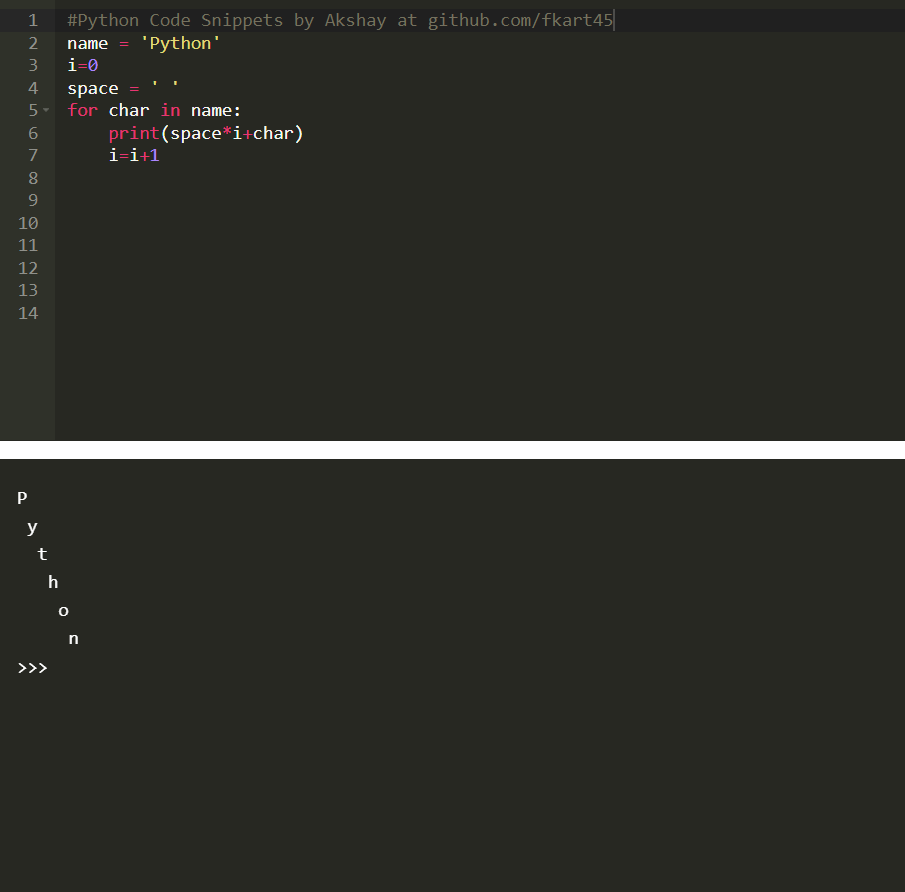 1 #Python Code Snippets by Akshay at github.com/fkart45
2 name = 'Python'
3 i=0
4 space = ' '
5 for char in name:
6     print(space*i+char)
7     i=i+1
8
9
10
11
12
13
14
P
 y
  t
   h
    o
     n
>>>